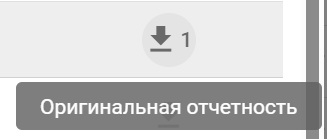 1
Оригинальная отчетность